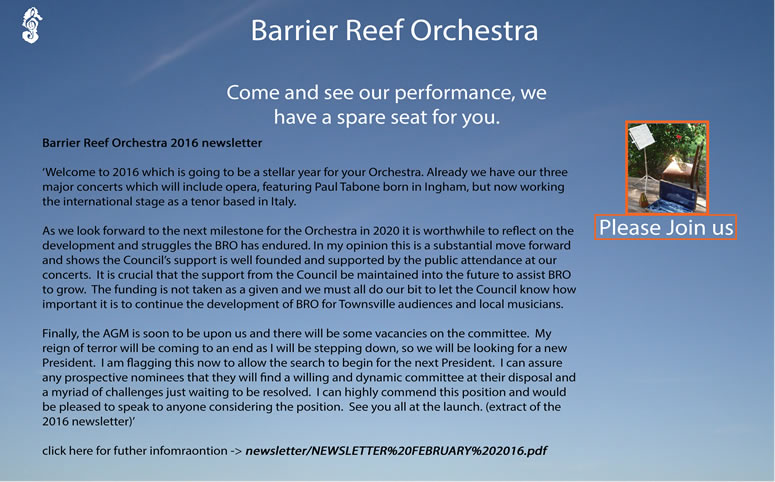 Barrier Reef Orchestra
Come and see our performance, we
have a spare seat for you.
Barrier Reef Orchestra 2016 newsletter
‘Welcome to 2016 which is going to be a stellar year for your Orchestra. Already we have our three
major concerts which will include opera, featuring Paul Tabone born in Ingham, but now working
the international stage as a tenor based in Italy.
As we look forward to the next milestone for the Orchestra in 2020 it is worthwhile to reflect on the
development and struggles the BRO has endured. In my opinion this is a substantial move forward
and shows the Council’s support is well founded and supported by the public attendance at our
concerts.  It is crucial that the support from the Council be maintained into the future to assist BRO
to grow.  The funding is not taken as a given and we must all do our bit to let the Council know how
important it is to continue the development of BRO for Townsville audiences and local musicians.
Finally, the AGM is soon to be upon us and there will be some vacancies on the committee.  My
reign of terror will be coming to an end as I will be stepping down, so we will be looking for a new
President.  I am flagging this now to allow the search to begin for the next President.  I can assure
any prospective nominees that they will find a willing and dynamic committee at their disposal and
a myriad of challenges just waiting to be resolved.  I can highly commend this position and would
be pleased to speak to anyone considering the position.  See you all at the launch. (extract of the
2016 newsletter)’
click here for futher infomraontion -> newsletter/NEWSLETTER%20FEBRUARY%202016.pdf
Please Join us